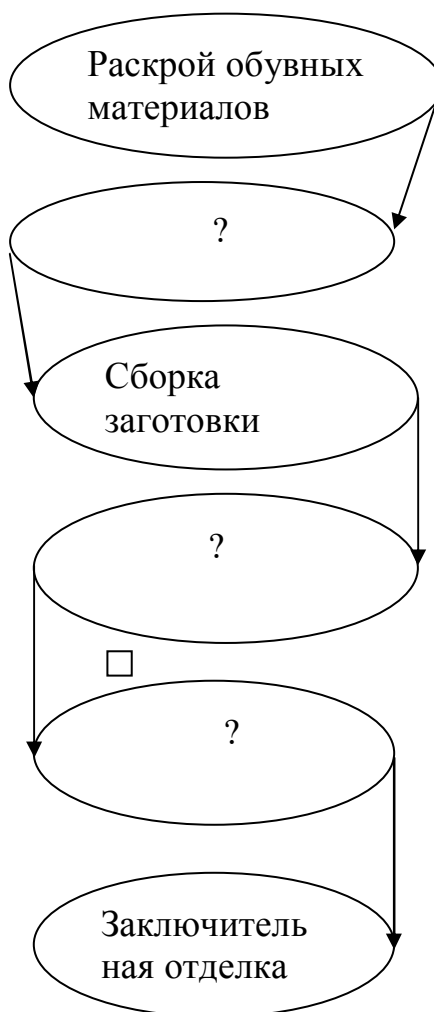 Раскрой обувных
материалов
?
Сборка
заготовки
?
?
Заключитель
ная отделка